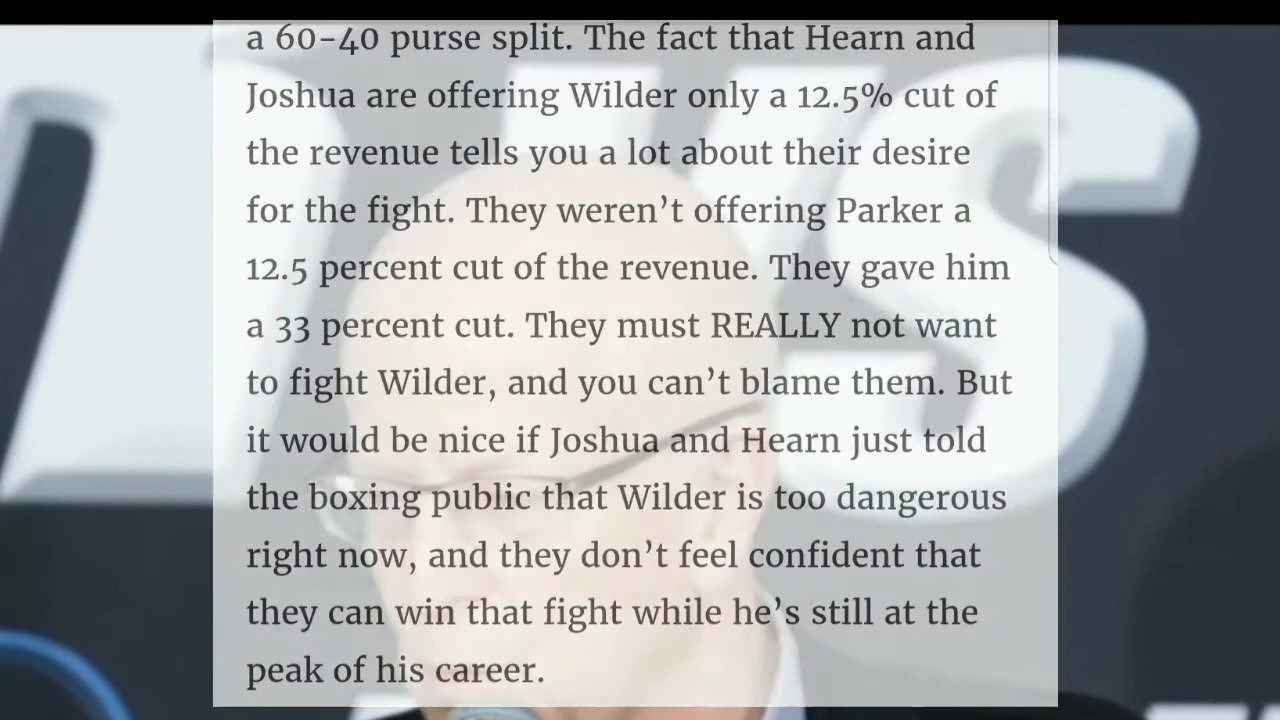 a 60-40 purse split. The fact that Hearn and
Joshua are offering Wilder only a 12.5% cut of
the revenue tells you a lot about their desire
for the fight. They weren't offering Parker a
12.5 percent cut of the revenue. They gave him
a 33 percent cut. They must REALLY not want
to fight Wilder, and you can't blame them. But
it would be nice if Joshua and Hearn just told
the boxing public that Wilder is too dangerous
right now, and they don't feel confident that
they can win that fight while he's still at the
peak of his career.